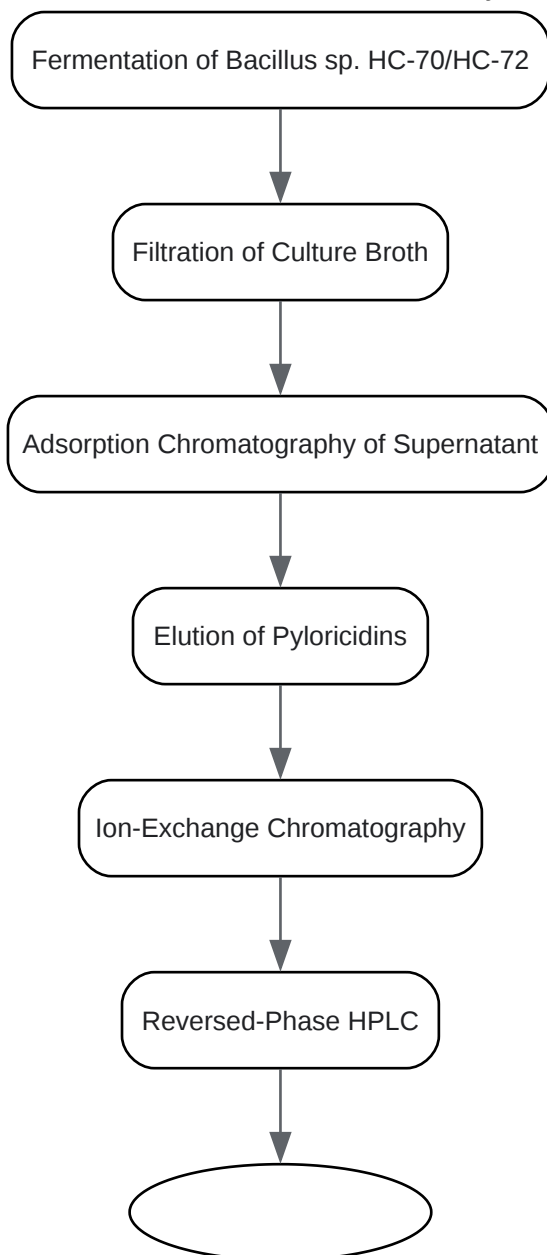 Fermentation of Bacillus sp. HC-70/HC-72
Filtration of Culture Broth
Adsorption Chromatography of Supernatant
Elution of Pyloricidins
Ion-Exchange Chromatography
Reversed-Phase HPLC